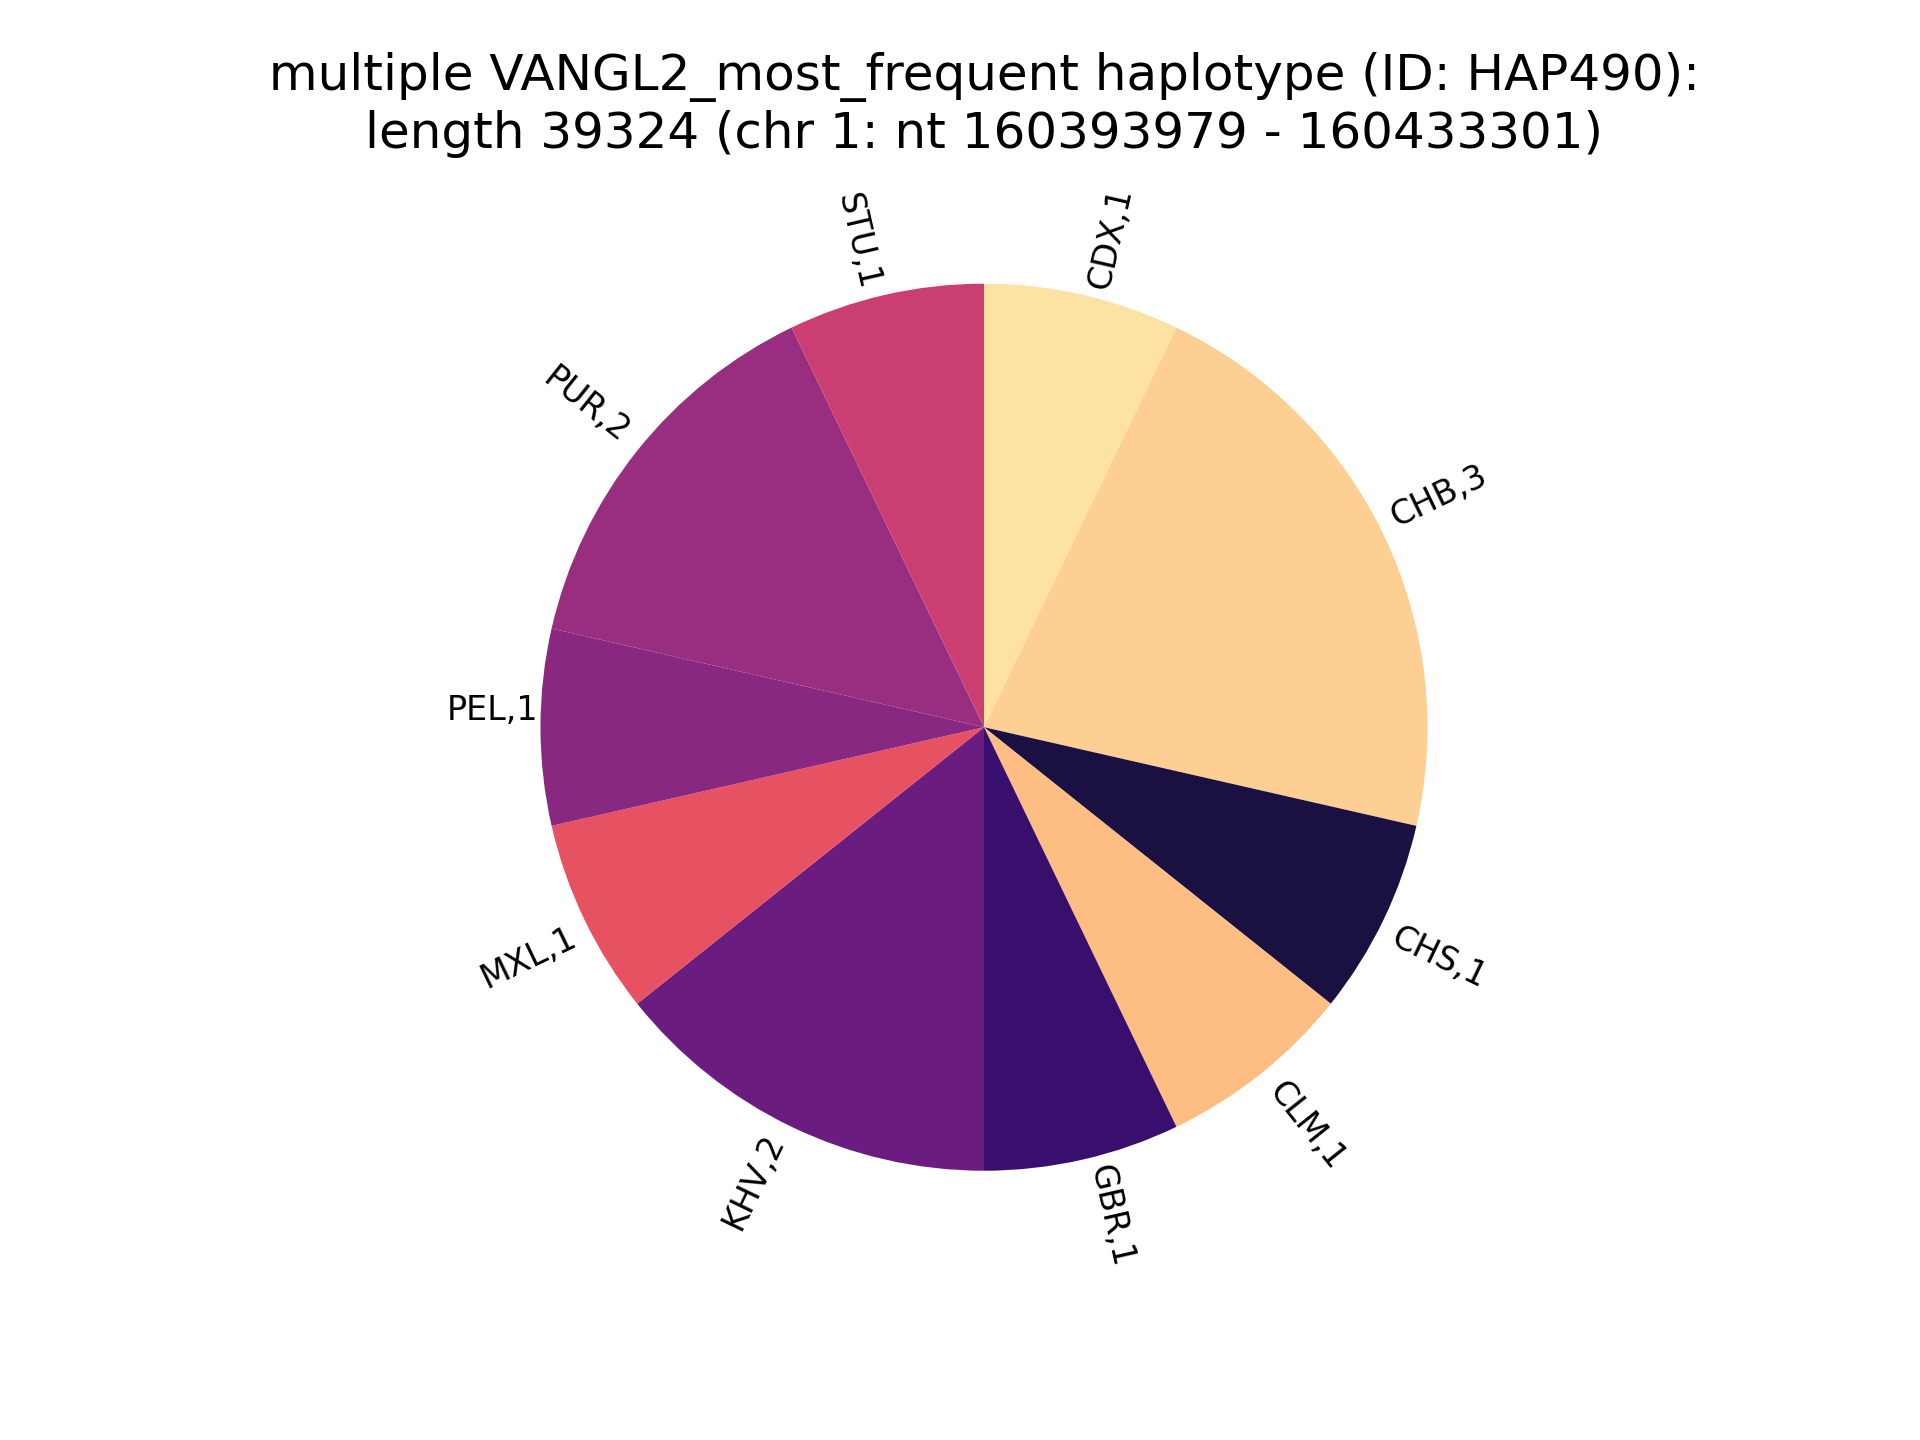 multiple VANGL2_most_frequent haplotype (ID: HAP490):
length 39324 (chr 1: nt 160393979 - 160433301)
STU,1
CDX,1
PUR,2
CHB,3
PEL,1
MXL,1
CHS,1
KHV,2
CLM,1
GBR,1